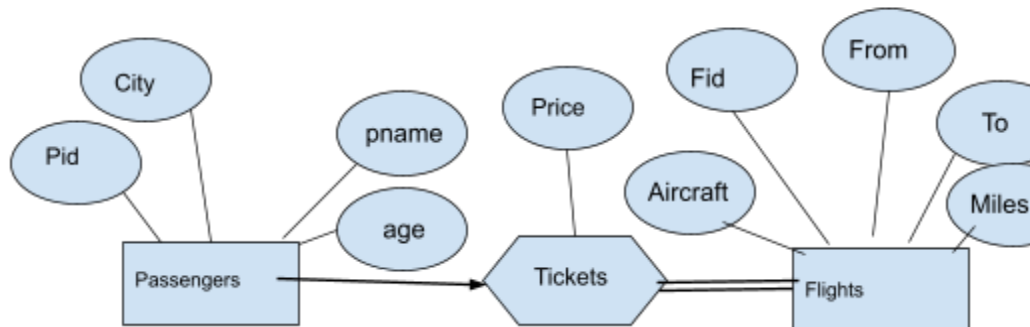 City
Pid
pname
age
Passengers
Price
Tickets
Fid
From
To
Aircraft
Miles
Flights